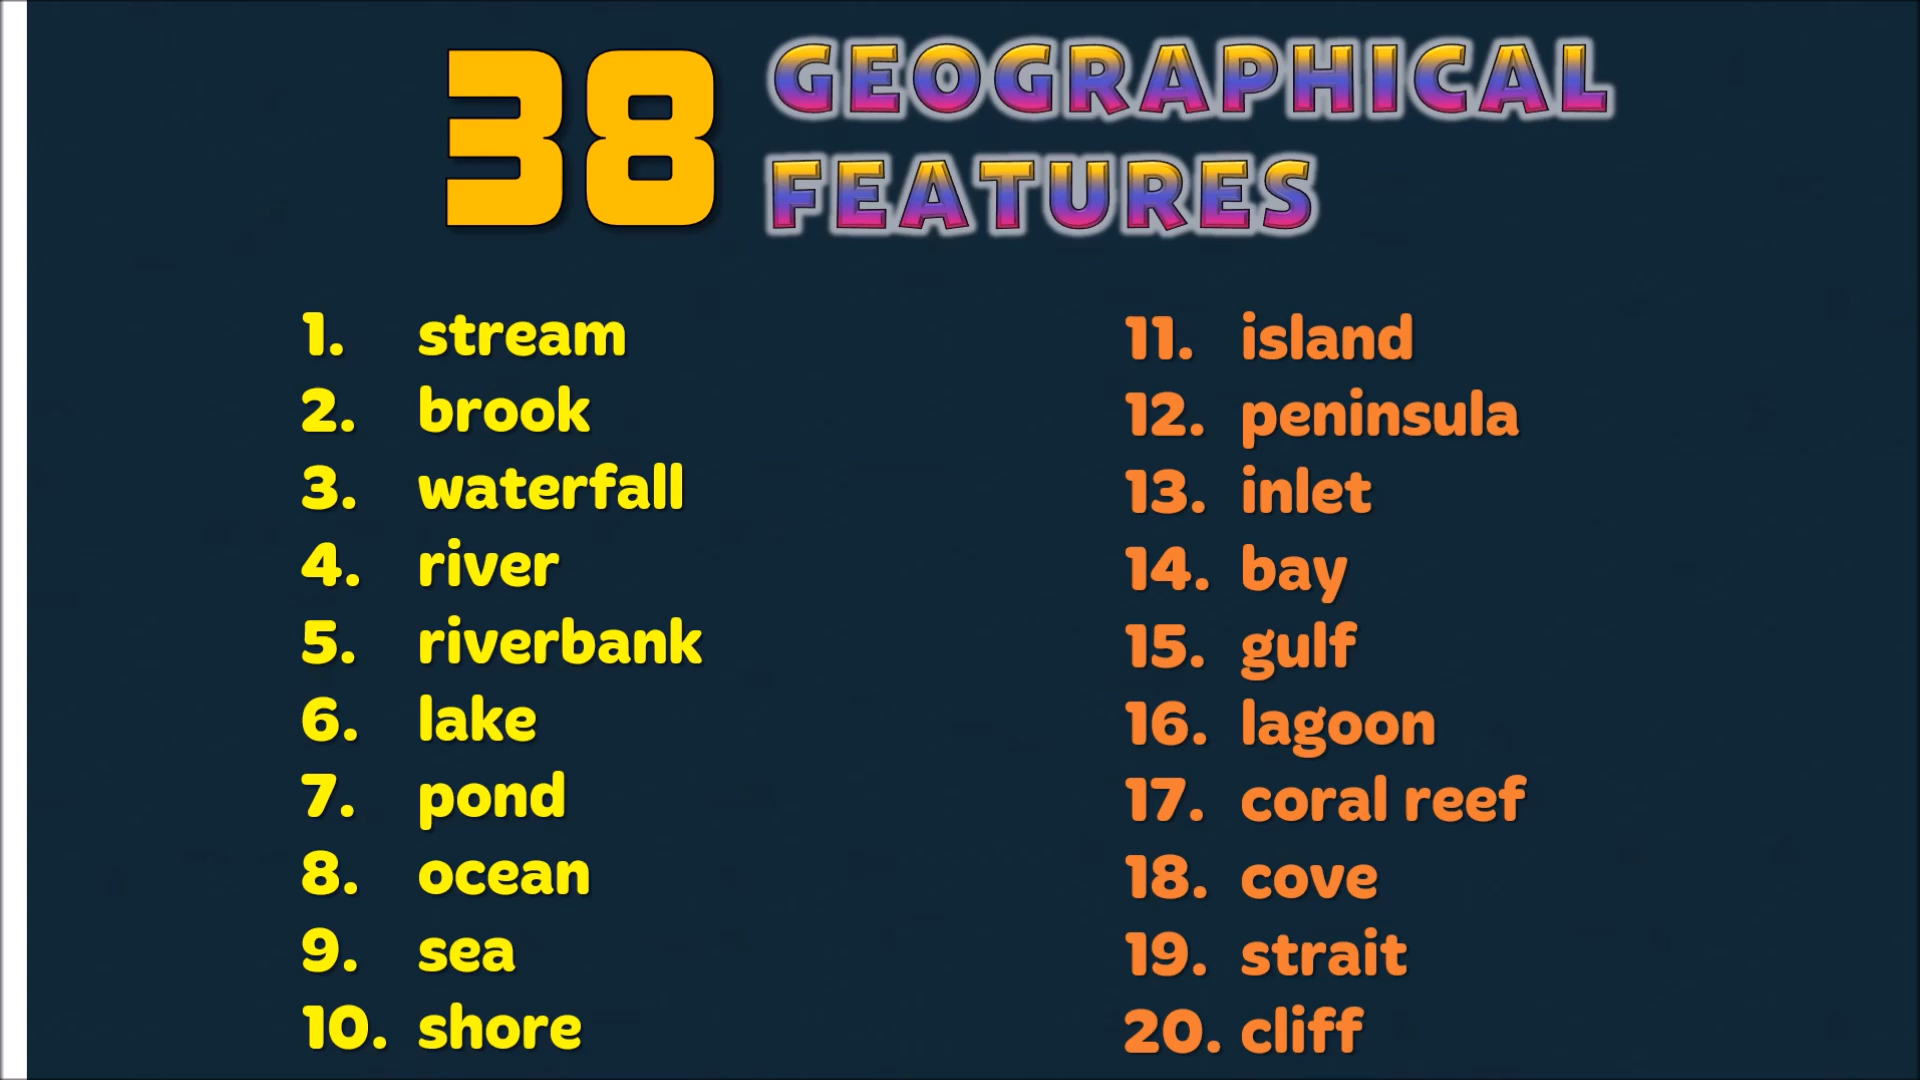 38 GEOGRAPHICAL
FEATURES
1. stream
2. brook
3. waterfall
4. river
5. riverbank
6. lake
7. pond
8. ocean
9. sea
10. shore
11. island
12. peninsula
13. inlet
14. bay
15. gulf
16. lagoon
17. coral reef
18. cove
19. strait
20. cliff